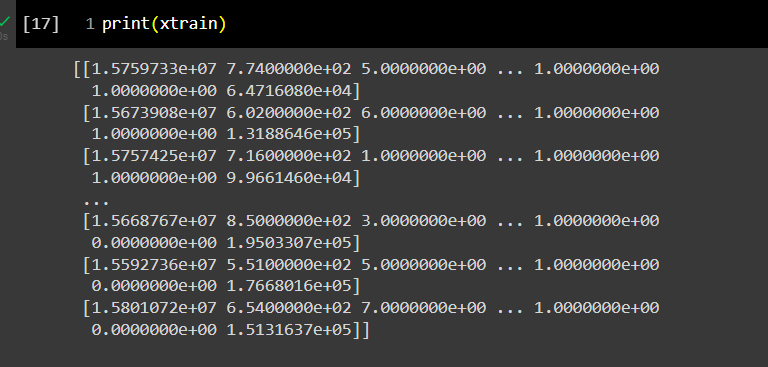 [17] 1 print(xtrain)
0s
[[1.5759733e+07 7.7400000e+02 5.0000000e+00 ... 1.0000000e+00
1.0000000e+00 6.4716080e+04]
[1.5673908e+07 6.0200000e+02 6.0000000e+00 ... 1.0000000e+00
1.0000000e+00 1.3188646e+05]
[1.5757425e+07 7.1600000e+02 1.0000000e+00 ... 1.0000000e+00
1.0000000e+00 9.9661460e+04]
...
[1.5668767e+07 8.5000000e+02 3.0000000e+00 ... 1.0000000e+00
0.0000000e+00 1.9503307e+05]
[1.5592736e+07 5.5100000e+02 5.0000000e+00 ... 1.0000000e+00
0.0000000e+00 1.7668016e+05]
[1.5801072e+07 6.5400000e+02 7.0000000e+00 ... 1.0000000e+00
0.0000000e+00 1.5131637e+05]]